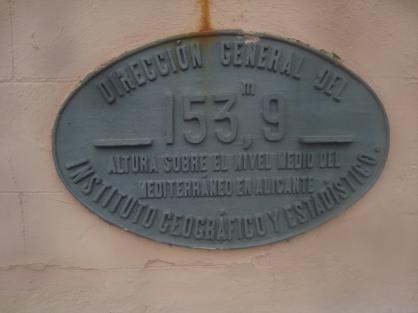 DIRECCIÓN GENERAL DEL
153,9 m
ALTURA SOBRE EL NIVEL MEDIO DEL
MEDITERRÁNEO EN ALICANTE
INSTITUTO GEOGRÁFICO Y ESTADÍSTICO.